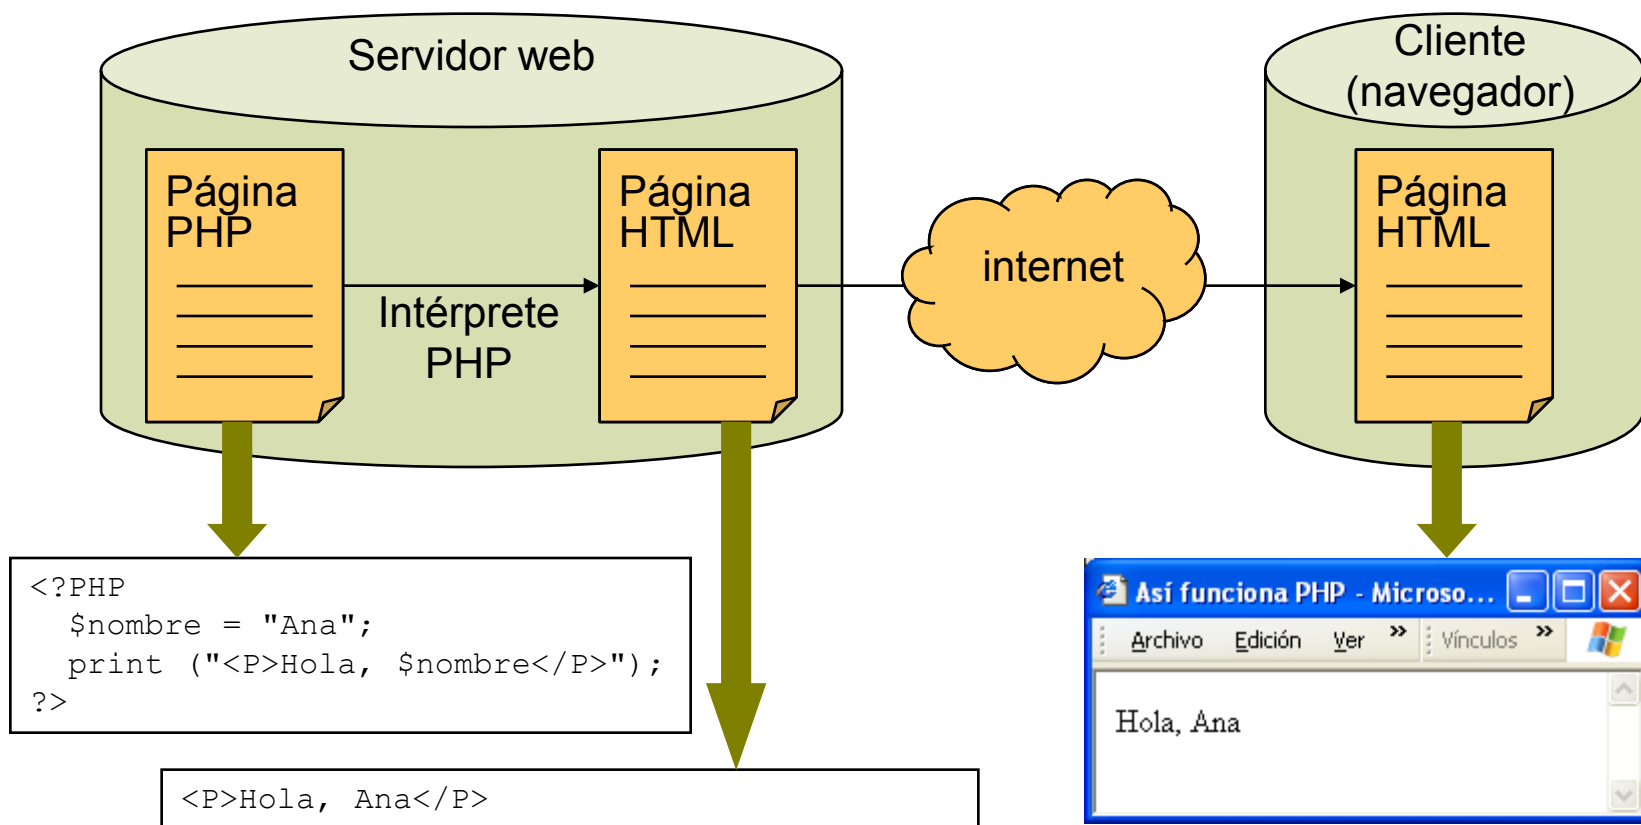 Servidor web
Cliente
(navegador)
Página
PHP
Intérprete
PHP
Página
HTML
internet
Página
HTML
<?PHP
  $nombre = "Ana";
  print ("<P>Hola, $nombre</P>");
?>
<P>Hola, Ana</P>
Así funciona PHP - Microso...
Archivo Edición Ver » Vínculos »
Hola, Ana